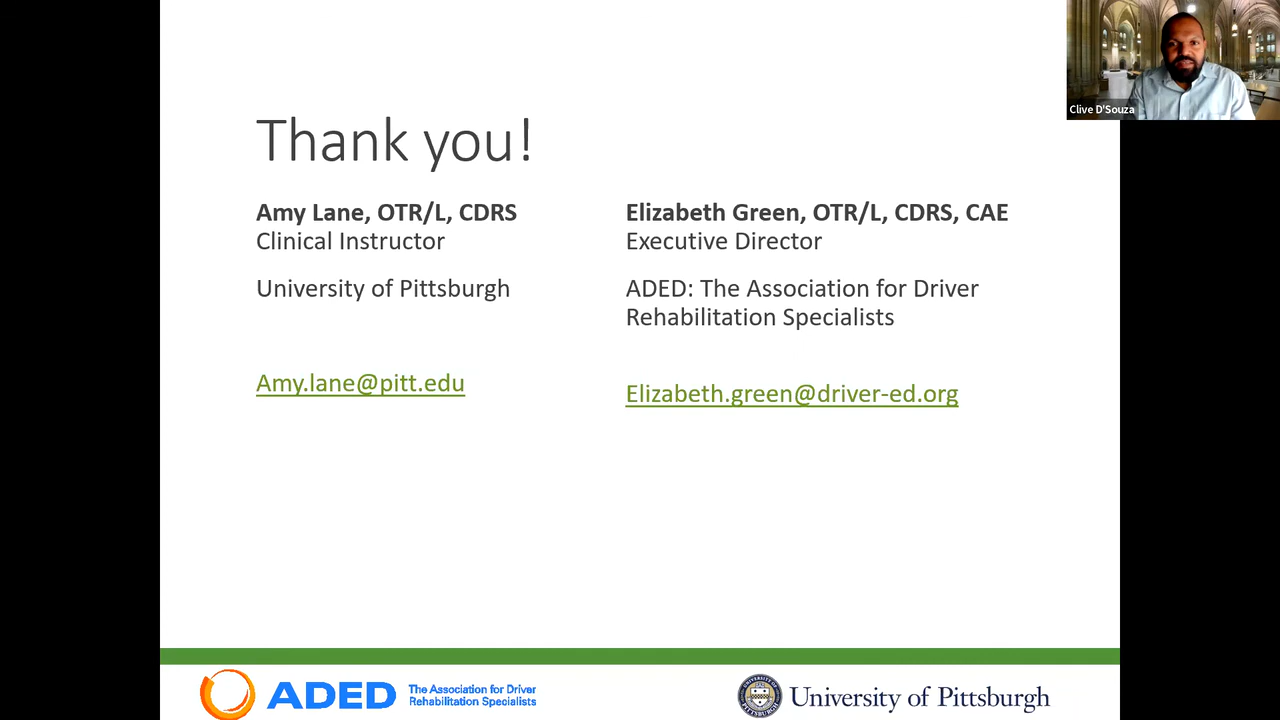 Clive D'Souza
Thank you!
Amy Lane, OTR/L, CDRS
Clinical Instructor
University of Pittsburgh
Amy.lane@pitt.edu
Elizabeth Green, OTR/L, CDRS, CAE
Executive Director
ADED: The Association for Driver
Rehabilitation Specialists
Elizabeth.green@driver-ed.org
ADED
The Association for Driver
Rehabilitation Specialists
University of Pittsburgh